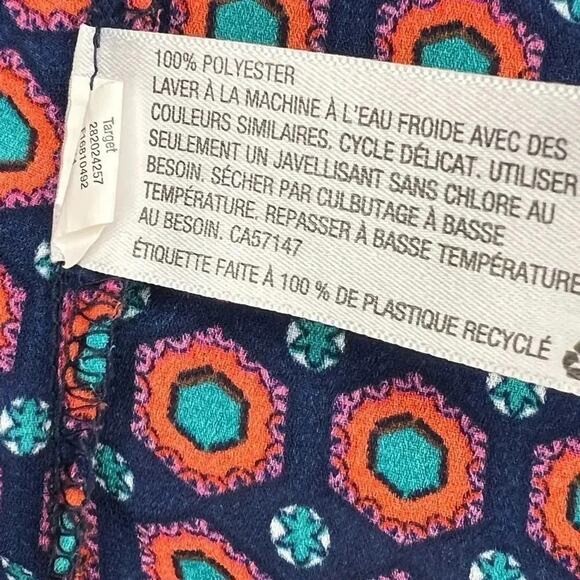 100% POLYESTER
LAVER À LA MACHINE À L'EAU FROIDE AVEC DES
COULEURS SIMILAIRES. CYCLE DÉLICAT. UTILISER
SEULEMENT UN JAVELLISANT SANS CHLORE AU
BESOIN. SÉCHER PAR CULBUTAGE À BASSE
TEMPÉRATURE. REPASSER À BASSE TEMPÉRATURE
AU BESOIN. CA57147
ÉTIQUETTE FAITE À 100 % DE PLASTIQUE RECYCLÉ
Target
282024257